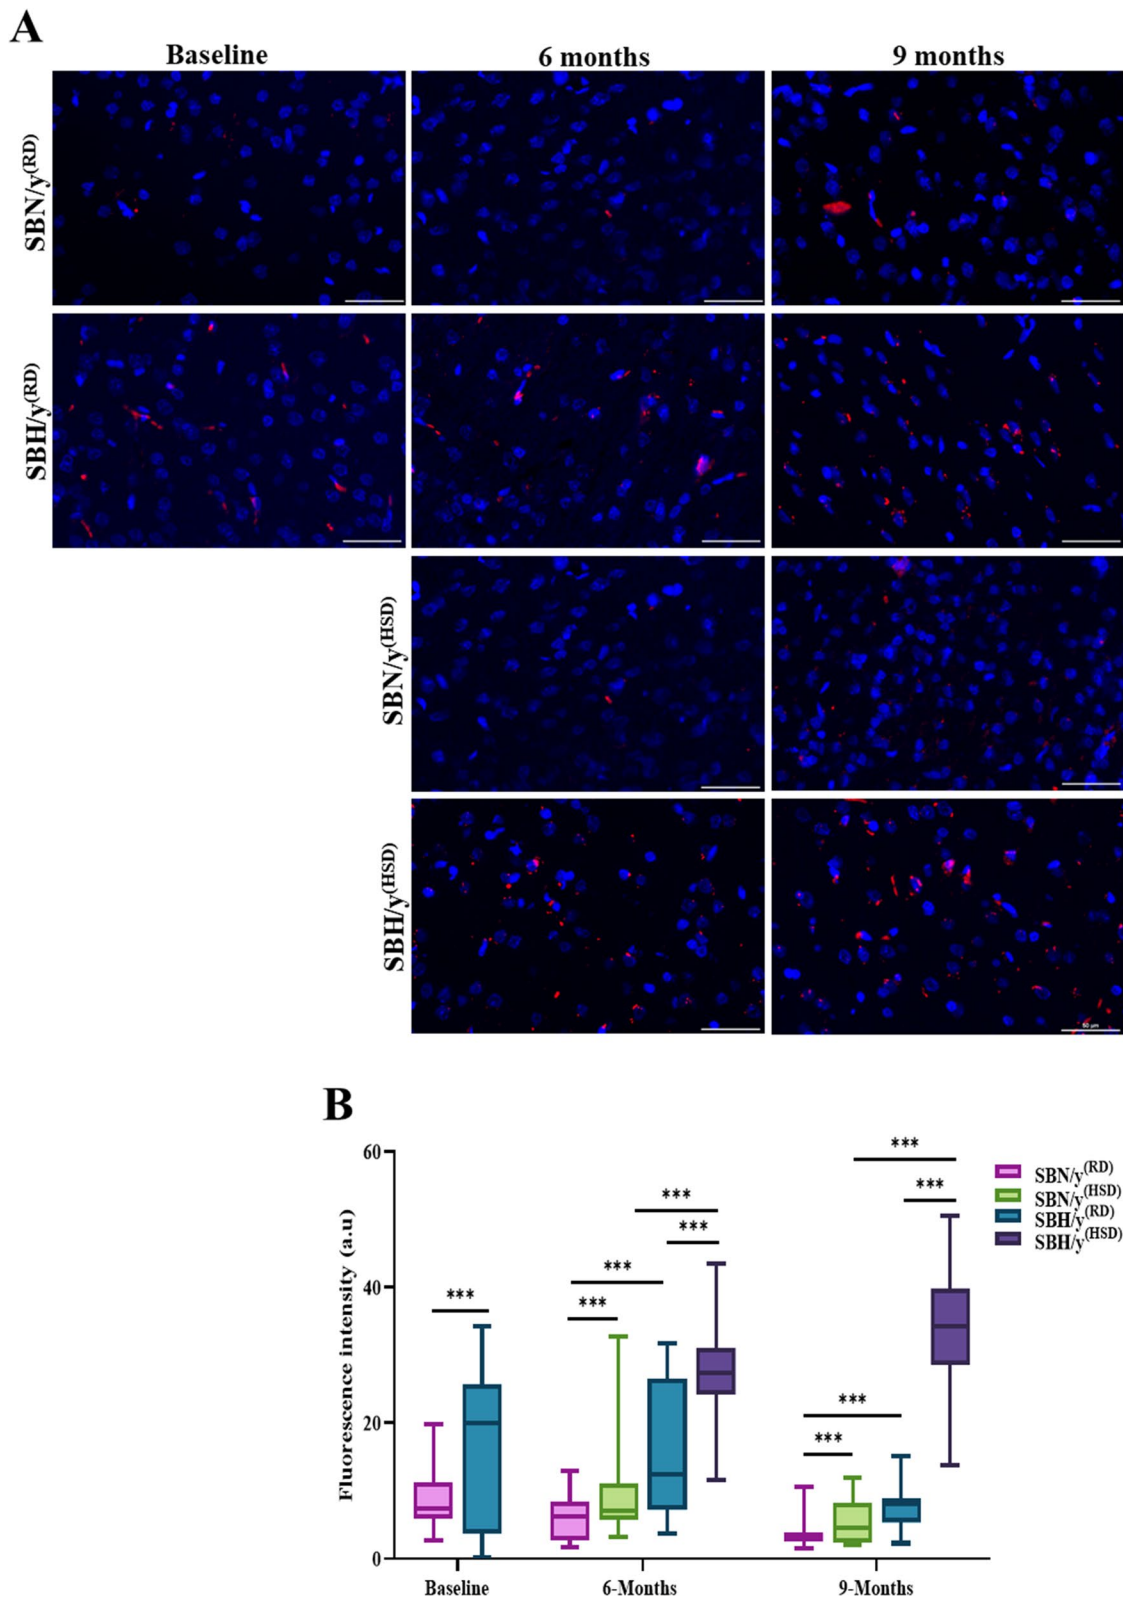 A
Baseline 6 months 9 months
SBN/y(RD)
SBH/y(RD)
SBN/y(HSD)
SBH/y(HSD)
50 µm
B
Fluorescence intensity (a.u)
60
40
20
0
***
***
***
***
***
***
***
***
***
SBN/y(RD)
SBN/y(HSD)
SBH/y(RD)
SBH/y(HSD)
Baseline 6-Months 9-Months